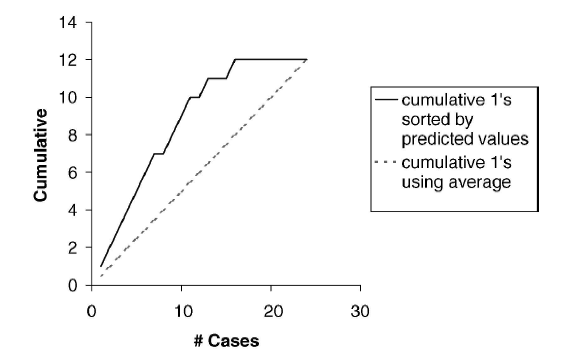 14
12
10
8
6
4
2
0
Cumulative
0 10 20 30
# Cases
cumulative 1's
sorted by
predicted values
cumulative 1's
using average